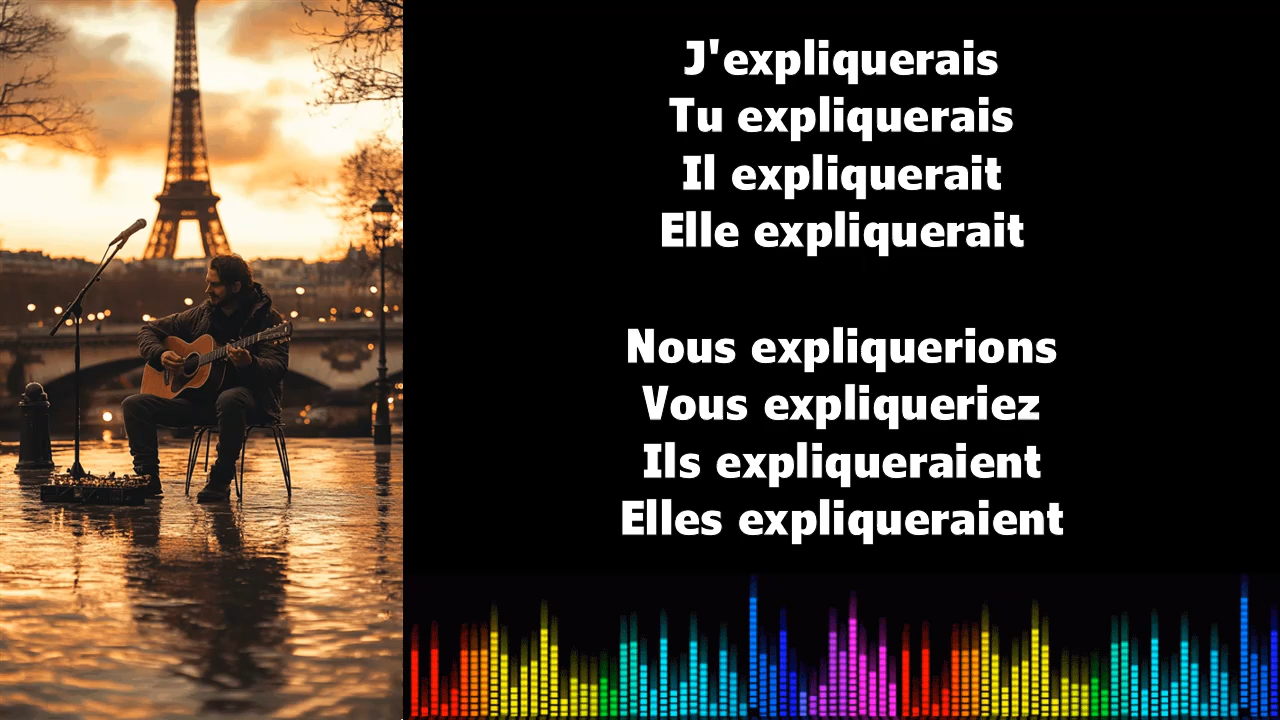 J'expliquerais
Tu expliquerais
Il expliquerait
Elle expliquerait
Nous expliquerions
Vous expliqueriez
Ils expliqueraient
Elles expliqueraient